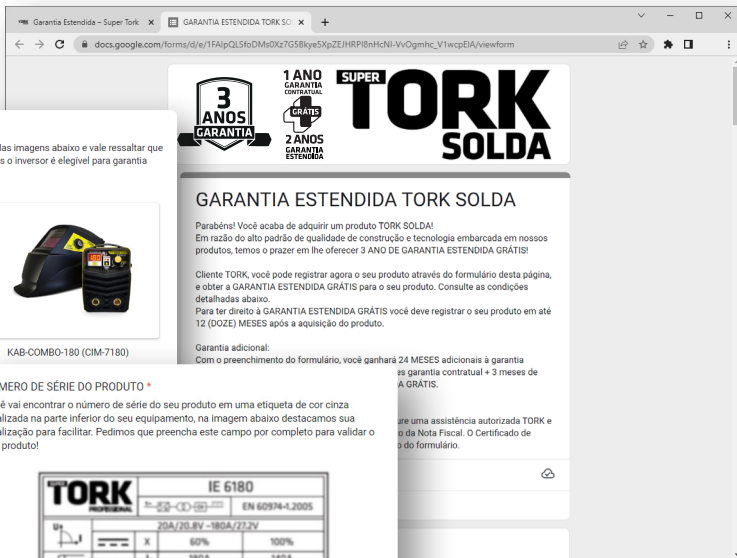 Garantia Estendida – Super Tork
GARANTIA ESTENDIDA TORK SO
docs.google.com/forms/d/e/1FAIpQLSfoDMs0Xz7G5Bkye5XpZEJHRPI8nHcNI-VvOgmhc_V1wcpEIA/viewform
3
ANOS
GARANTIA
1 ANO
GARANTIA
CONTRATUAL
GRÁTIS
2 ANOS
GARANTIA
ESTENDIDA
SUPER
TORK
SOLDA
das imagens abaixo e vale ressaltar que
s o inversor é elegível para garantia
KAB-COMBO-180 (CIM-7180)
GARANTIA ESTENDIDA TORK SOLDA
Parabéns! Você acaba de adquirir um produto TORK SOLDA!
Em razão do alto padrão de qualidade de construção e tecnologia embarcada em nossos
produtos, temos o prazer em lhe oferecer 3 ANO DE GARANTIA ESTENDIDA GRÁTIS!
Cliente TORK, você pode registrar agora o seu produto através do formulário desta página,
e obter a GARANTIA ESTENDIDA GRÁTIS para o seu produto. Consulte as condições
detalhadas abaixo.
Para ter direito à GARANTIA ESTENDIDA GRÁTIS você deve registrar o seu produto em até
12 (DOZE) MESES após a aquisição do produto.
Garantia adicional:
Com o preenchimento do formulário, você ganhará 24 MESES adicionais à garantia
es garantia contratual + 3 meses de
A GRÁTIS.
ure uma assistência autorizada TORK e
o da Nota Fiscal. O Certificado de
o do formulário.
MERO DE SÉRIE DO PRODUTO *
ê vai encontrar o número de série do seu produto em uma etiqueta de cor cinza
alizada na parte inferior do seu equipamento, na imagem abaixo destacamos sua
alização para facilitar. Pedimos que preencha este campo por completo para validar o
produto!
SUPER
TORK
PROFESSIONAL
IE 6180
EN 60974-1:2005
20A/20.8V -180A/27.2V
X 60% 100%
180A 140A